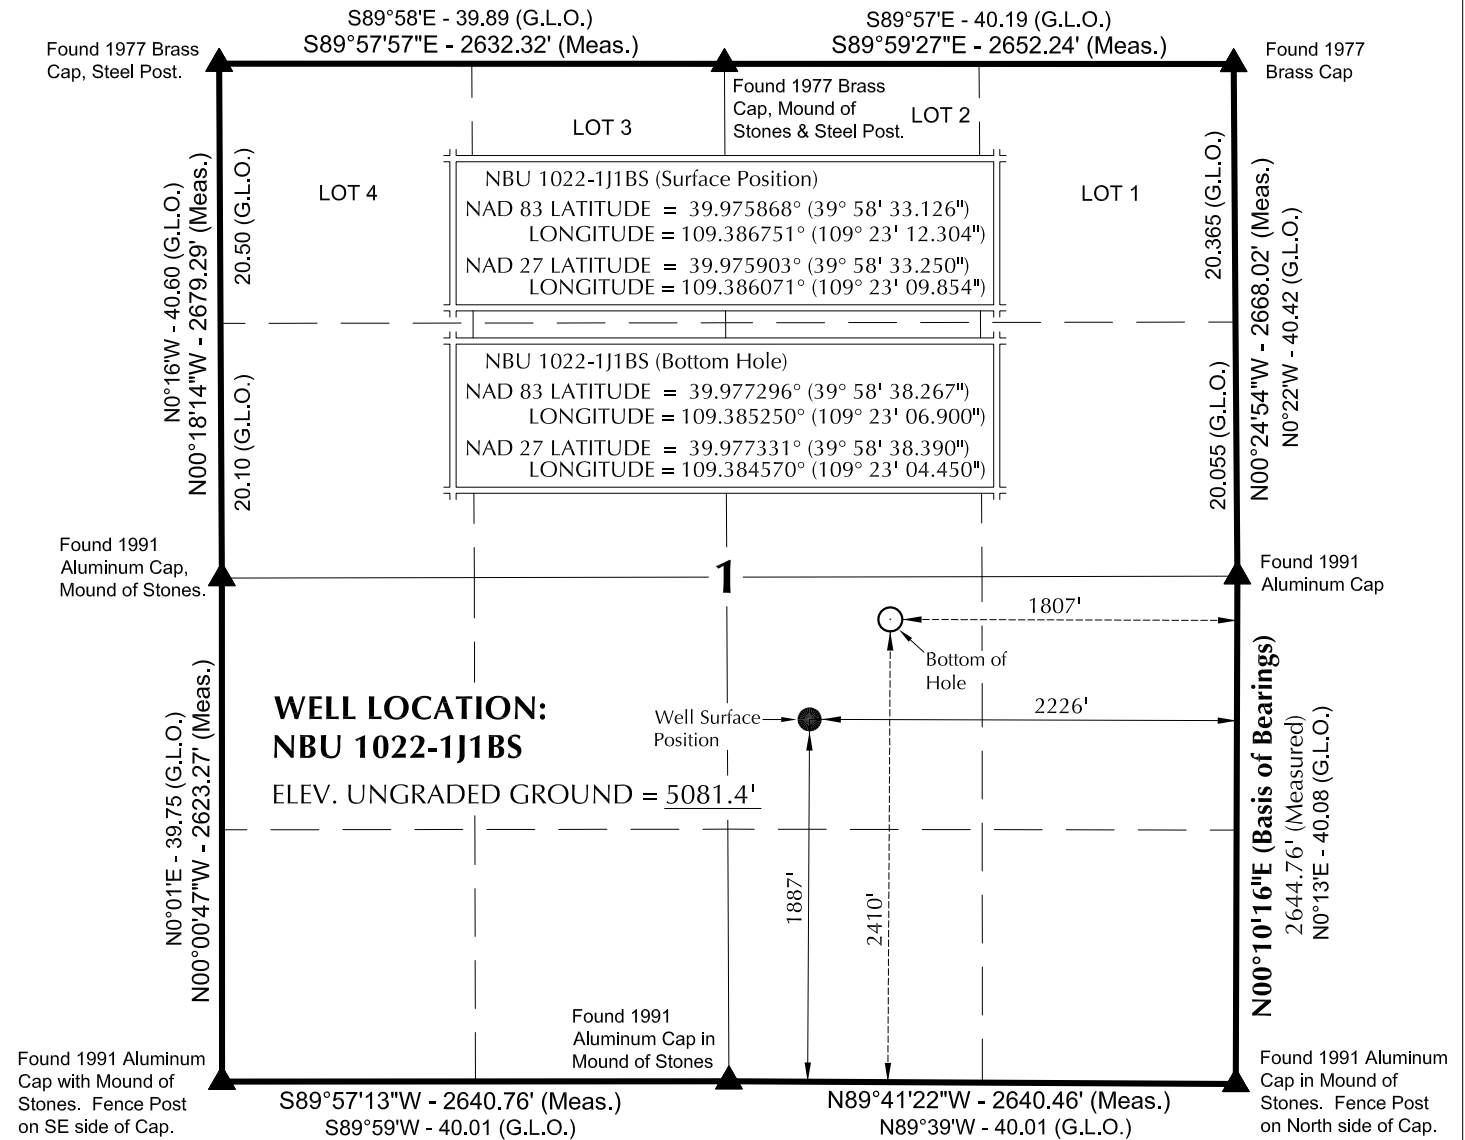 S89°58'E - 39.89 (G.L.O.)
S89°57'57"E - 2632.32' (Meas.)
S89°57'E - 40.19 (G.L.O.)
S89°59'27"E - 2652.24' (Meas.)
Found 1977 Brass
Cap, Steel Post.
Found 1977 Brass
Cap, Mound of
Stones & Steel Post.
Found 1977
Brass Cap
LOT 4
LOT 3
LOT 2
LOT 1
N0°16'W - 40.60 (G.L.O.)
N00°18'14"W - 2679.29' (Meas.)
20.50 (G.L.O.)
20.10 (G.L.O.)
20.365 (G.L.O.)
20.055 (G.L.O.)
N00°24'54"W - 2668.02' (Meas.)
N0°22'W - 40.42 (G.L.O.)
NBU 1022-1J1BS (Surface Position)
NAD 83 LATITUDE = 39.975868° (39° 58' 33.126")
LONGITUDE = 109.386751° (109° 23' 12.304")
NAD 27 LATITUDE = 39.975903° (39° 58' 33.250")
LONGITUDE = 109.386071° (109° 23' 09.854")
NBU 1022-1J1BS (Bottom Hole)
NAD 83 LATITUDE = 39.977296° (39° 58' 38.267")
LONGITUDE = 109.385250° (109° 23' 06.900")
NAD 27 LATITUDE = 39.977331° (39° 58' 38.390")
LONGITUDE = 109.384570° (109° 23' 04.450")
Found 1991
Aluminum Cap,
Mound of Stones.
1
Found 1991
Aluminum Cap
1807'
Bottom of
Hole
2226'
Well Surface
Position
WELL LOCATION:
NBU 1022-1J1BS
ELEV. UNGRADED GROUND = 5081.4'
1887'
2410'
N0°01'E - 39.75 (G.L.O.)
N00°00'47"W - 2623.27' (Meas.)
N00°10'16"E (Basis of Bearings)
2644.76' (Measured)
N0°13'E - 40.08 (G.L.O.)
Found 1991 Aluminum
Cap with Mound of
Stones. Fence Post
on SE side of Cap.
Found 1991
Aluminum Cap in
Mound of Stones
Found 1991 Aluminum
Cap in Mound of
Stones. Fence Post
on North side of Cap.
S89°57'13"W - 2640.76' (Meas.)
S89°59'W - 40.01 (G.L.O.)
N89°41'22"W - 2640.46' (Meas.)
N89°39'W - 40.01 (G.L.O.)